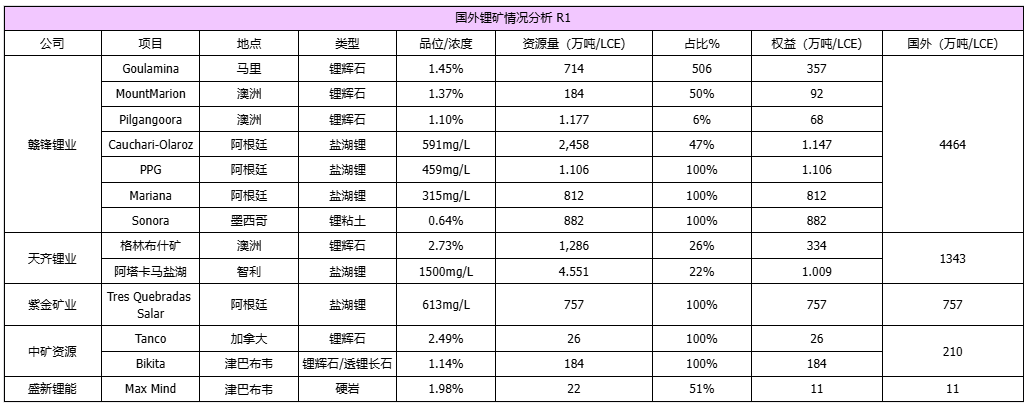 国外锂矿情况分析 R1
公司 项目 地点 类型 品位/浓度 资源量（万吨/LCE） 占比% 权益（万吨/LCE） 国外（万吨/LCE）
赣锋锂业 Goulamina 马里 锂辉石 1.45% 714 506 357 4464
MountMarion 澳洲 锂辉石 1.37% 184 50% 92
Pilgangoora 澳洲 锂辉石 1.10% 1.177 6% 68
Cauchari-Olaroz 阿根廷 盐湖锂 591mg/L 2,458 47% 1.147
PPG 阿根廷 盐湖锂 459mg/L 1.106 100% 1.106
Mariana 阿根廷 盐湖锂 315mg/L 812 100% 812
Sonora 墨西哥 锂粘土 0.64% 882 100% 882
天齐锂业 格林布什矿 澳洲 锂辉石 2.73% 1,286 26% 334 1343
阿塔卡马盐湖 智利 盐湖锂 1500mg/L 4.551 22% 1.009
紫金矿业 Tres Quebradas Salar 阿根廷 盐湖锂 613mg/L 757 100% 757 757
中矿资源 Tanco 加拿大 锂辉石 2.49% 26 100% 26 210
Bikita 津巴布韦 锂辉石/透锂长石 1.14% 184 100% 184
盛新锂能 Max Mind 津巴布韦 硬岩 1.98% 22 51% 11 11